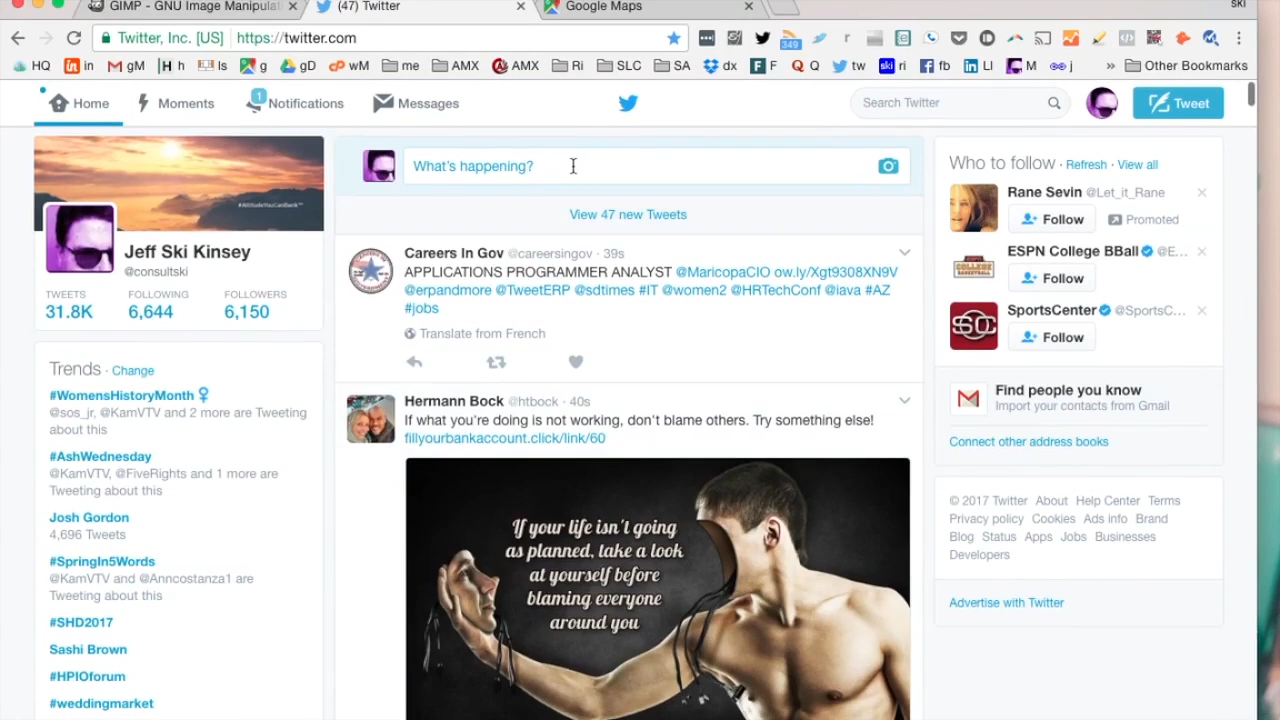 GIMP - GNU Image Manipulat
(47) Twitter
Google Maps
SKI
Twitter, Inc. [US] https://twitter.com
349
HQ in in gM H h ls g gD cP wM me AMX AMX Ri SLC SA dx F F Q Q tw ski ri fb LI M j » Other Bookmarks
Home Moments 1 Notifications Messages
Search Twitter
Tweet
#AttitudeYouCanBank™
Jeff Ski Kinsey
@consultski
TWEETS FOLLOWING FOLLOWERS
31.8K 6,644 6,150
Trends · Change
#WomensHistoryMonth
@sos_jr, @KamVTV and 2 more are Tweeting
about this
#AshWednesday
@KamVTV, @FiveRights and 1 more are
Tweeting about this
Josh Gordon
4,696 Tweets
#SpringIn5Words
@KamVTV and @Anncostanza1 are
Tweeting about this
#SHD2017
Sashi Brown
#HPIOforum
#weddingmarket
What's happening?
View 47 new Tweets
Careers In Gov @careersingov · 39s
APPLICATIONS PROGRAMMER ANALYST @MaricopaCIO ow.ly/Xgt9308XN9V
@erpandmore @TweetERP @sdtimes #IT @women2 @HRTechConf @iava #AZ
#jobs
Translate from French
Hermann Bock @htbock · 40s
If what you're doing is not working, don't blame others. Try something else!
fillyourbankaccount.click/link/60
If your life isn't going
as planned, take a look
at yourself before
blaming everyone
around you
Who to follow · Refresh · View all
Rane Sevin @Let_it_Rane
Follow Promoted
ESPN College BBall @E...
Follow
COLLEGE
SportsCenter @SportsC...
SC
Follow
Find people you know
Import your contacts from Gmail
Connect other address books
© 2017 Twitter About Help Center Terms
Privacy policy Cookies Ads info Brand
Blog Status Apps Jobs Businesses
Developers
Advertise with Twitter